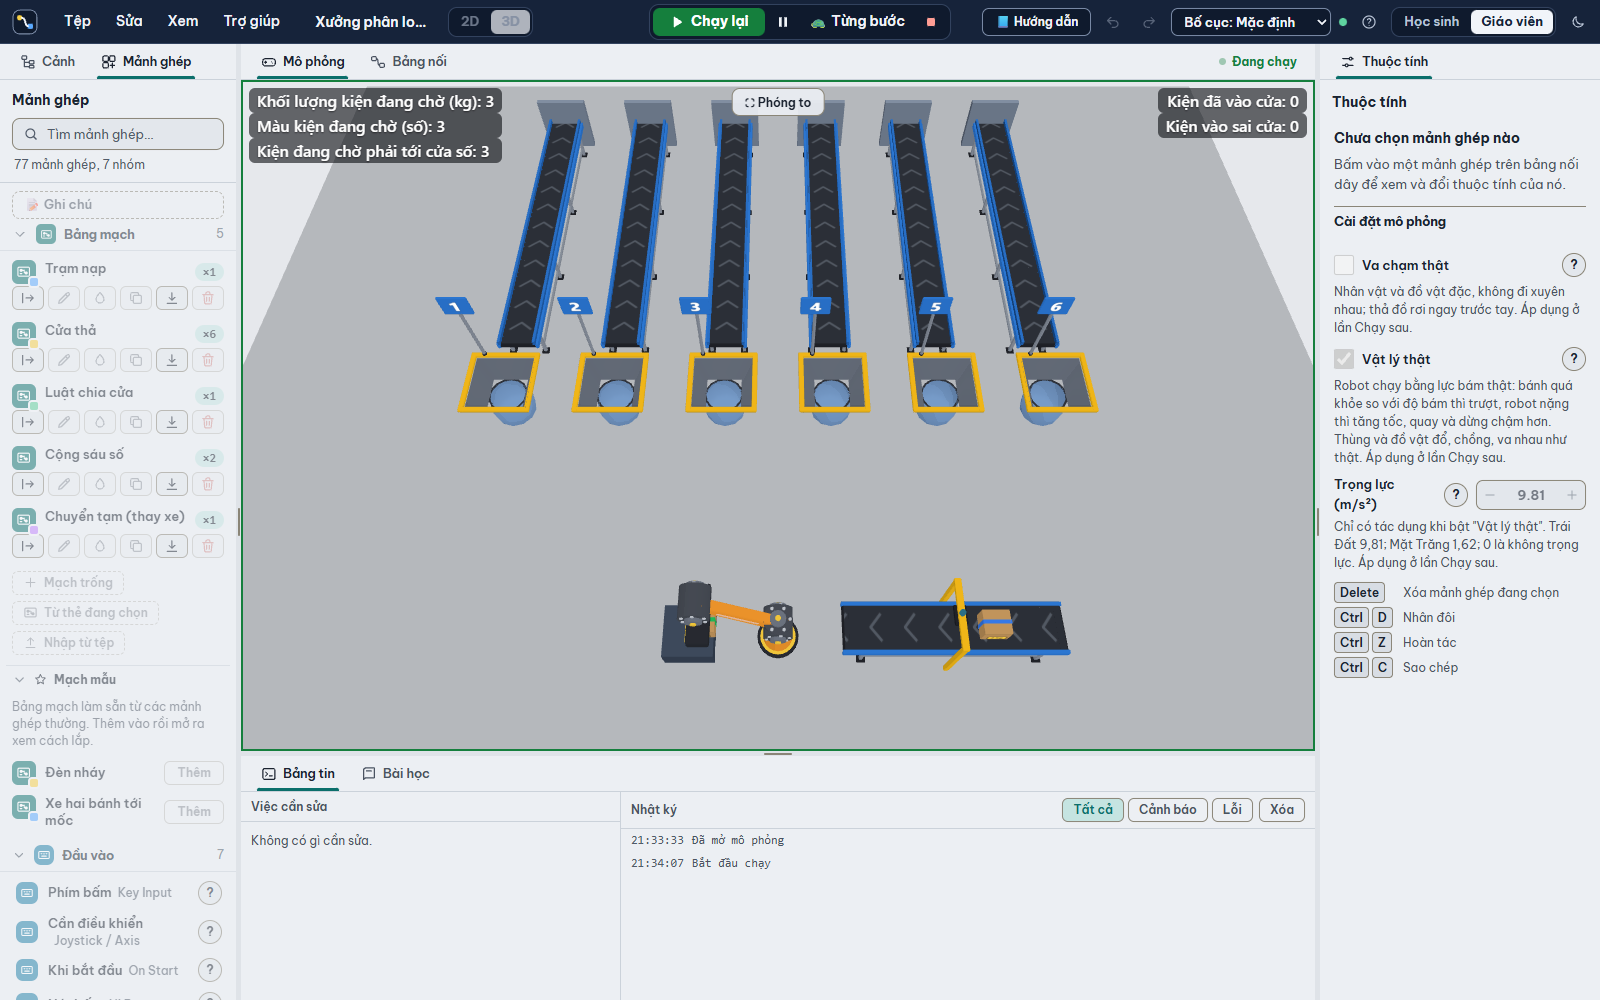 Tệp Sửa Xem Trợ giúp Xưởng phân lo... 2D 3D Chạy lại Từng bước Hướng dẫn Bố cục: Mặc định Học sinh Giáo viên
Cảnh Mảnh ghép
Mảnh ghép
Tìm mảnh ghép...
77 mảnh ghép, 7 nhóm
Ghi chú
Bảng mạch 5
Trạm nạp ×1
Cửa thả ×6
Luật chia cửa ×1
Cộng sáu số ×2
Chuyển tạm (thay xe) ×1
Mạch trống
Từ thẻ đang chọn
Nhập từ tệp
Mạch mẫu
Bảng mạch làm sẵn từ các mảnh
ghép thường. Thêm vào rồi mở ra
xem cách lắp.
Đèn nháy Thêm
Xe hai bánh tới
mốc Thêm
Đầu vào 7
Phím bấm Key Input ?
Cần điều khiển
Joystick / Axis ?
Khi bắt đầu On Start ?
Mô phỏng Bảng nối Đang chạy
Khối lượng kiện đang chờ (kg): 3
Màu kiện đang chờ (số): 3
Kiện đang chờ phải tới cửa số: 3
Phóng to
Kiện đã vào cửa: 0
Kiện vào sai cửa: 0
1 2 3 4 5 6
Bảng tin Bài học
Việc cần sửa
Không có gì cần sửa.
Nhật ký Tất cả Cảnh báo Lỗi Xóa
21:33:33 Đã mở mô phỏng
21:34:07 Bắt đầu chạy
Thuộc tính
Thuộc tính
Chưa chọn mảnh ghép nào
Bấm vào một mảnh ghép trên bảng nối
dây để xem và đổi thuộc tính của nó.
Cài đặt mô phỏng
Va chạm thật ?
Nhân vật và đồ vật đặc, không đi xuyên
nhau; thả đồ rơi ngay trước tay. Áp dụng ở
lần Chạy sau.
Vật lý thật ?
Robot chạy bằng lực bám thật: bánh quá
khỏe so với độ bám thì trượt, robot nặng
thì tăng tốc, quay và dừng chậm hơn.
Thùng và đồ vật đổ, chồng, va nhau như
thật. Áp dụng ở lần Chạy sau.
Trọng lực
(m/s²) ? − 9.81 +
Chỉ có tác dụng khi bật "Vật lý thật". Trái
Đất 9,81; Mặt Trăng 1,62; 0 là không trọng
lực. Áp dụng ở lần Chạy sau.
Delete Xóa mảnh ghép đang chọn
Ctrl D Nhân đôi
Ctrl Z Hoàn tác
Ctrl C Sao chép